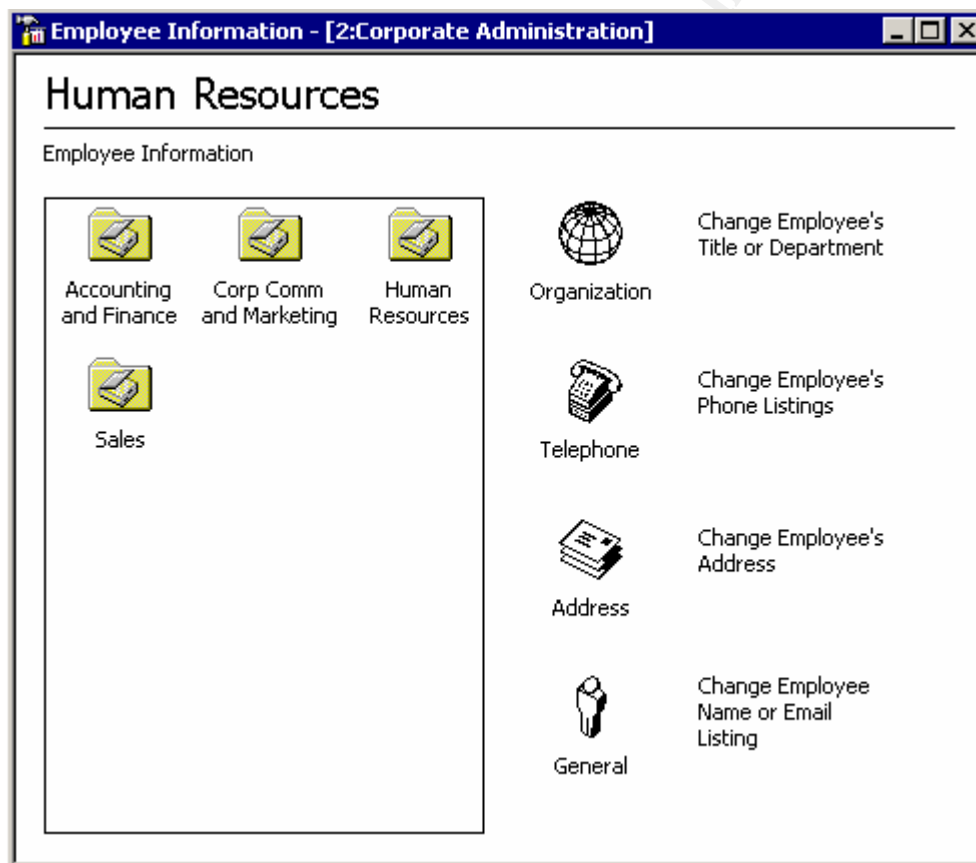 Employee Information - [2:Corporate Administration]
Human Resources
Employee Information
Accounting
and Finance
Corp Comm
and Marketing
Human
Resources
Sales
Organization
Change Employee's
Title or Department
Telephone
Change Employee's
Phone Listings
Address
Change Employee's
Address
General
Change Employee
Name or Email
Listing